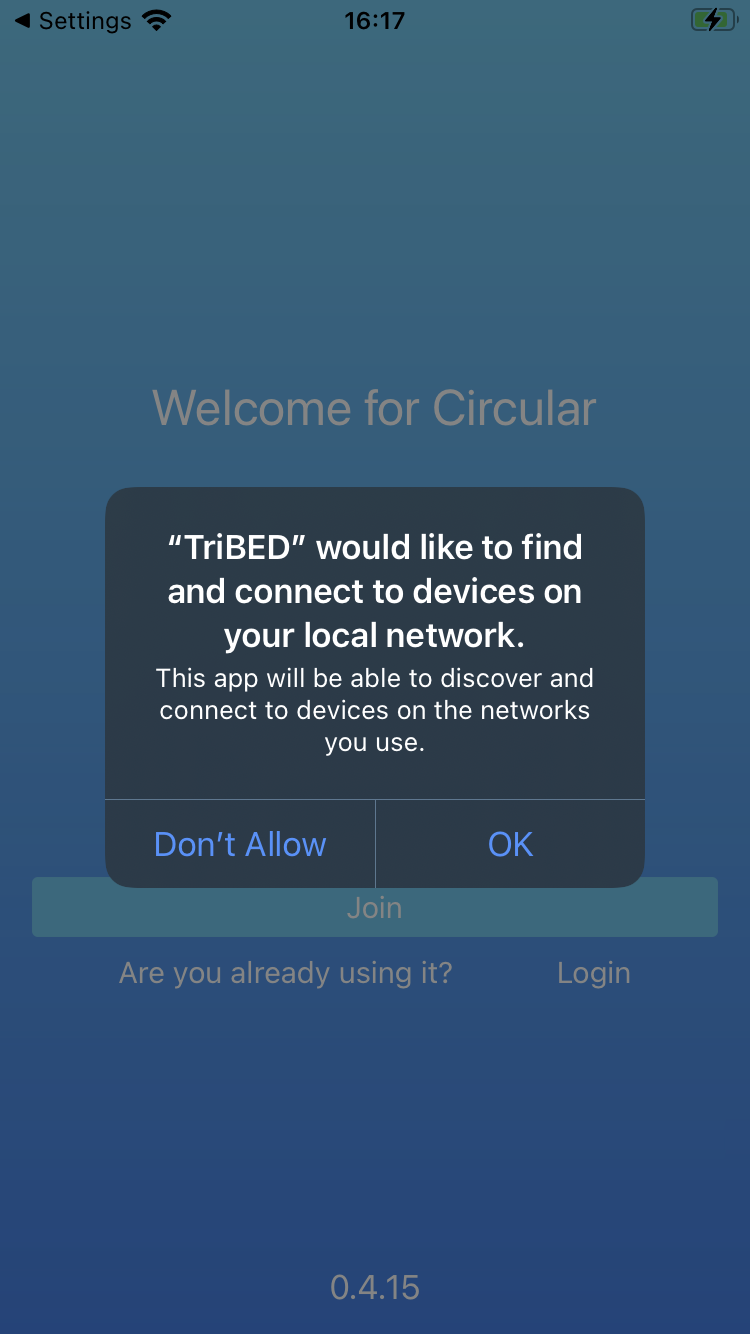 Settings
16:17
Welcome for Circular
“TriBED” would like to find
and connect to devices on
your local network.
This app will be able to discover and
connect to devices on the networks
you use.
Don’t Allow
OK
Join
Are you already using it?
Login
0.4.15